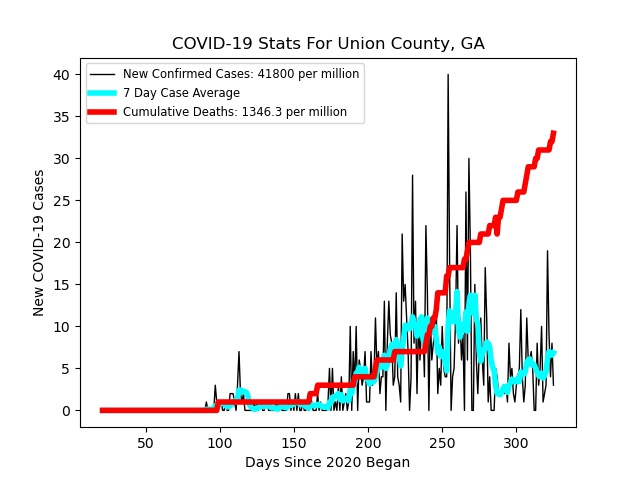 COVID-19 Stats For Union County, GA
New Confirmed Cases: 41800 per million
7 Day Case Average
Cumulative Deaths: 1346.3 per million
New COVID-19 Cases
40
35
30
25
20
15
10
5
0
50 100 150 200 250 300
Days Since 2020 Began